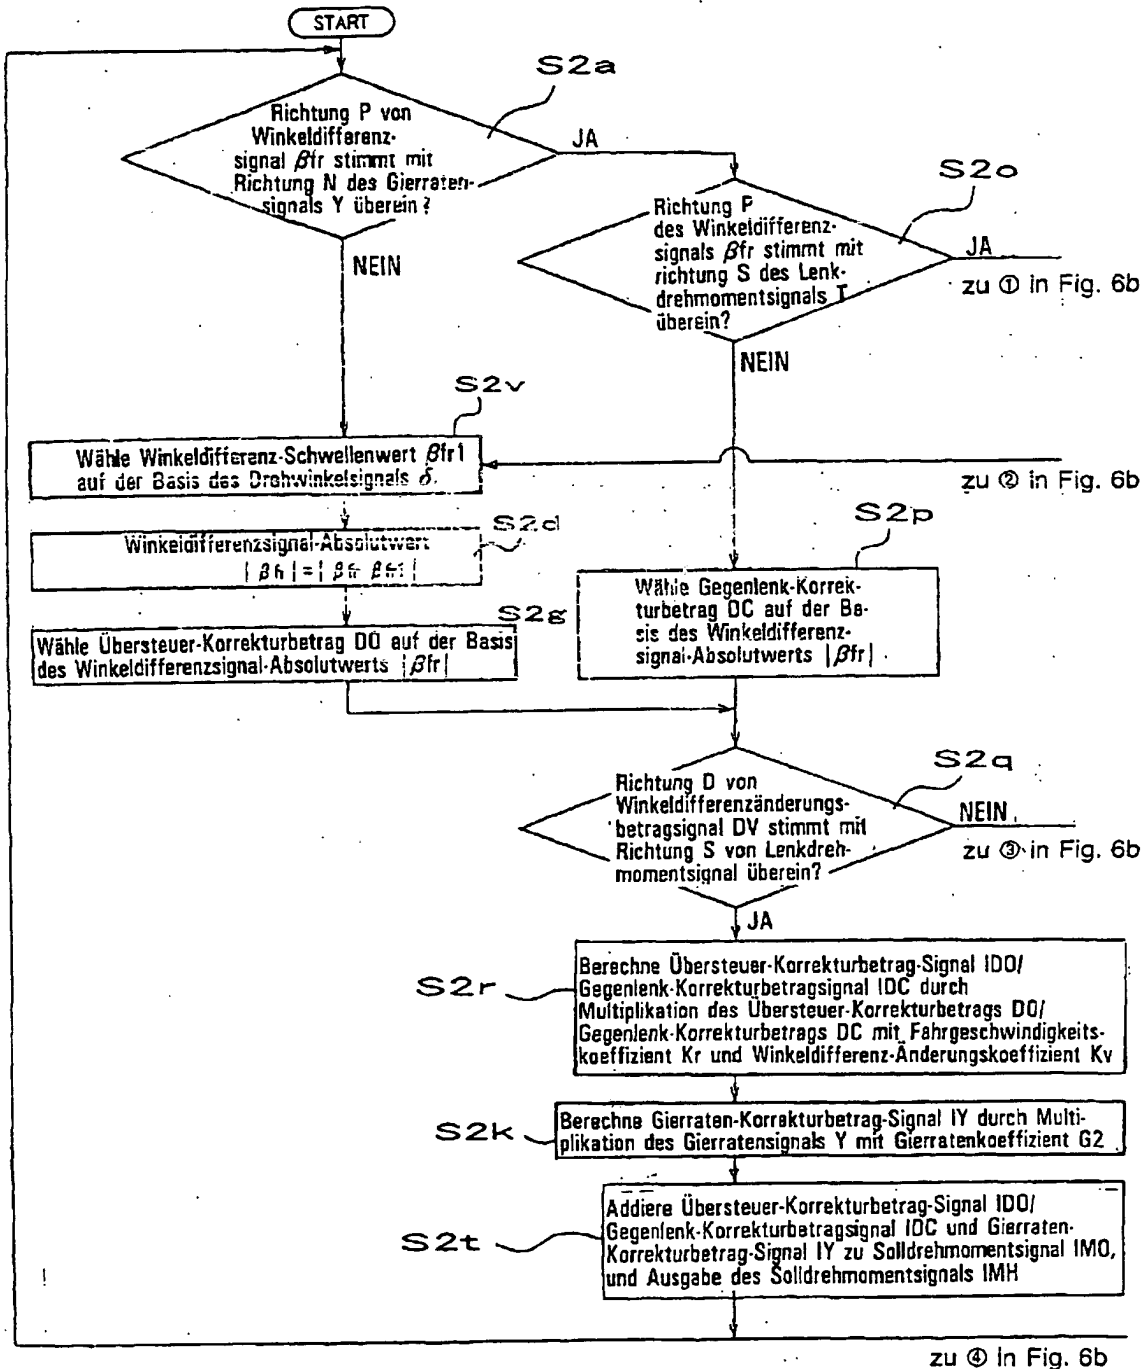 START
S2a
Richtung P von
Winkeldifferenz-
signal βfr stimmt mit
Richtung N des Gierraten-
signals Y überein?
JA
NEIN
S2o
Richtung P
des Winkeldifferenz-
signals βfr stimmt mit
richtung S des Lenk-
drehmomentsignals T
überein?
JA
zu ① in Fig. 6b
NEIN
S2v
Wähle Winkeldifferenz-Schwellenwert βfr1
auf der Basis des Drehwinkelsignals δ.
zu ② in Fig. 6b
S2d
Winkeldifferenzsignal-Absolutwert
S2g
Wähle Übersteuer-Korrekturbetrag DO auf der Basis
des Winkeldifferenzsignal-Absolutwerts |βfr|
S2p
Wähle Gegenlenk-Korrek-
turbetrag DC auf der Ba-
sis des Winkeldifferenz-
signal-Absolutwerts |βfr|
S2q
Richtung D von
Winkeldifferenzänderungs-
betragsignal DV stimmt mit
Richtung S von Lenkdreh-
momentsignal überein?
NEIN
zu ③ in Fig. 6b
JA
S2r
Berechne Übersteuer-Korrekturbetrag-Signal IDO/
Gegenlenk-Korrekturbetragsignal IDC durch
Multiplikation des Übersteuer-Korrekturbetrags DO/
Gegenlenk-Korrekturbetrags DC mit Fahrgeschwindigkeits-
koeffizient Kr und Winkeldifferenz-Änderungskoeffizient Kv
S2k
Berechne Gierraten-Korrekturbetrag-Signal IY durch Multi-
plikation des Gierratensignals Y mit Gierratenkoeffizient G2
S2t
Addiere Übersteuer-Korrekturbetrag-Signal IDO/
Gegenlenk-Korrekturbetragsignal IDC und Gierraten-
Korrekturbetrag-Signal IY zu Solldrehmomentsignal IMO,
und Ausgabe des Solldrehmomentsignals IMH
zu ④ in Fig. 6b